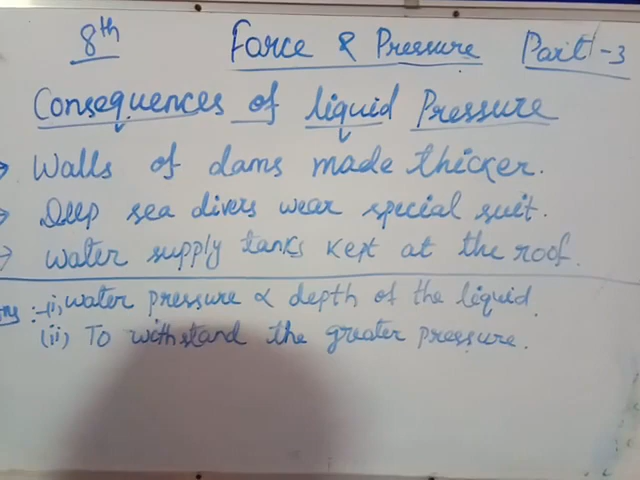 8th Force & Pressure Part-3
Consequences of liquid Pressure
→ Walls of dams made thicker.
→ Deep sea divers wear special suit.
→ Water supply tanks kept at the roof.
Ans :- (i) water pressure ∝ depth of the liquid.
(ii) To withstand the greater pressure.